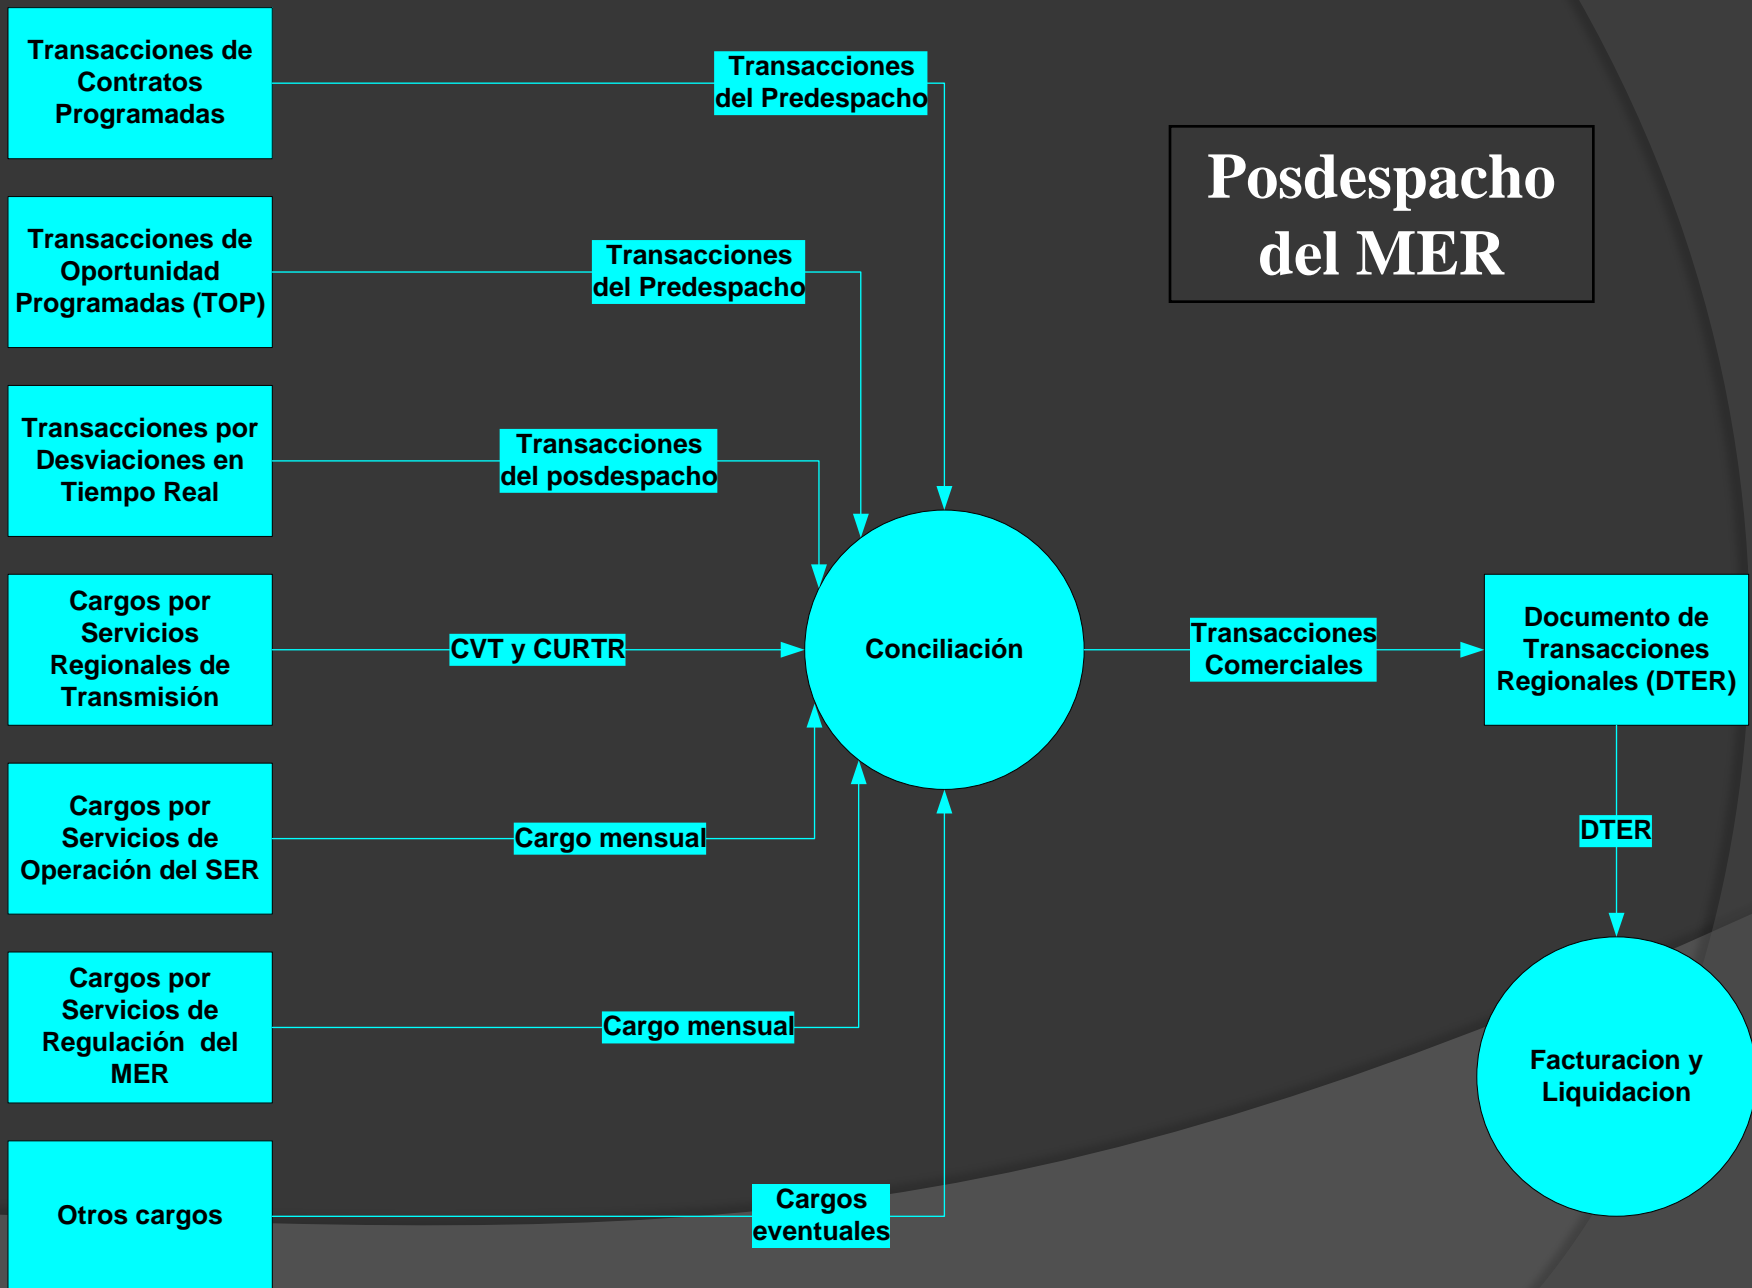 Transacciones de
Contratos
Programadas
Transacciones
del Predespacho
Posdespacho
del MER
Transacciones de
Oportunidad
Programadas (TOP)
Transacciones
del Predespacho
Transacciones por
Desviaciones en
Tiempo Real
Transacciones
del posdespacho
Cargos por
Servicios
Regionales de
Transmisión
CVT y CURTR
Conciliación
Transacciones
Comerciales
Documento de
Transacciones
Regionales (DTER)
Cargos por
Servicios de
Operación del SER
Cargo mensual
DTER
Cargos por
Servicios de
Regulación  del
MER
Cargo mensual
Facturacion y
Liquidacion
Otros cargos
Cargos
eventuales